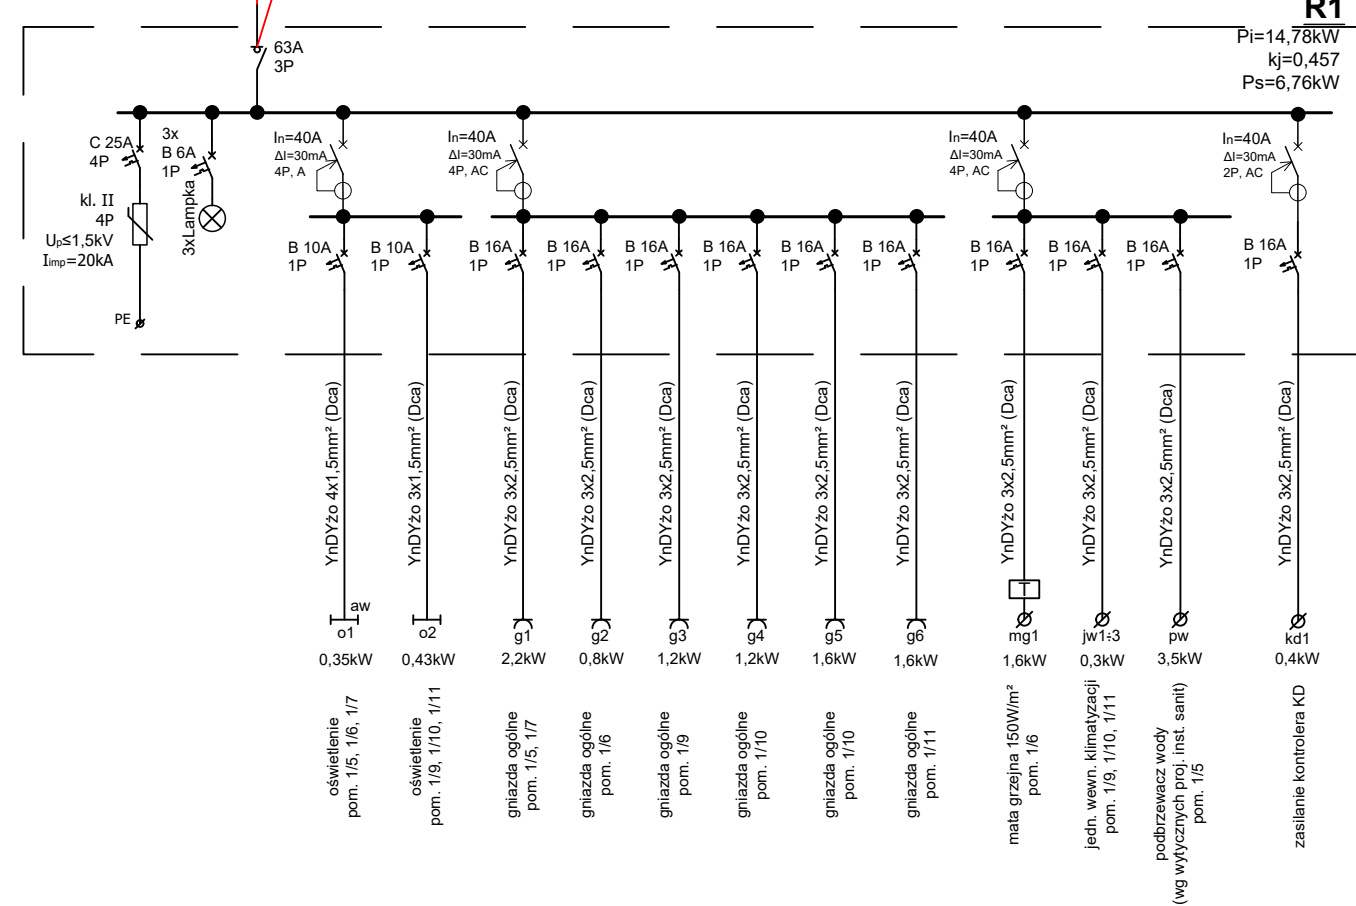 R1
Pi=14,78kW
kj=0,457
Ps=6,76kW
63A
3P
C 25A
4P
kl. II
4P
Up≤1,5kV
Iimp=20kA
PE
3x
B 6A
1P
3xLampka
In=40A
ΔI=30mA
4P, A
In=40A
ΔI=30mA
4P, AC
In=40A
ΔI=30mA
4P, AC
In=40A
ΔI=30mA
2P, AC
B 10A
1P
B 10A
1P
B 16A
1P
B 16A
1P
B 16A
1P
B 16A
1P
B 16A
1P
B 16A
1P
B 16A
1P
B 16A
1P
B 16A
1P
B 16A
1P
YnDYżo 4x1,5mm² (Dca)
YnDYżo 3x1,5mm² (Dca)
YnDYżo 3x2,5mm² (Dca)
YnDYżo 3x2,5mm² (Dca)
YnDYżo 3x2,5mm² (Dca)
YnDYżo 3x2,5mm² (Dca)
YnDYżo 3x2,5mm² (Dca)
YnDYżo 3x2,5mm² (Dca)
YnDYżo 3x2,5mm² (Dca)
YnDYżo 3x2,5mm² (Dca)
YnDYżo 3x2,5mm² (Dca)
YnDYżo 3x2,5mm² (Dca)
T
aw
o1
o2
g1
g2
g3
g4
g5
g6
mg1
jw1÷3
pw
kd1
0,35kW
0,43kW
2,2kW
0,8kW
1,2kW
1,2kW
1,6kW
1,6kW
1,6kW
0,3kW
3,5kW
0,4kW
oświetlenie
pom. 1/5, 1/6, 1/7
oświetlenie
pom. 1/9, 1/10, 1/11
gniazda ogólne
pom. 1/5, 1/7
gniazda ogólne
pom. 1/6
gniazda ogólne
pom. 1/9
gniazda ogólne
pom. 1/10
gniazda ogólne
pom. 1/10
gniazda ogólne
pom. 1/11
mata grzejna 150W/m²
pom. 1/6
jedn. wewn. klimatyzacji
pom. 1/9, 1/10, 1/11
podbrzewacz wody
(wg wytycznych proj. inst. sanit)
pom. 1/5
zasilanie kontrolera KD